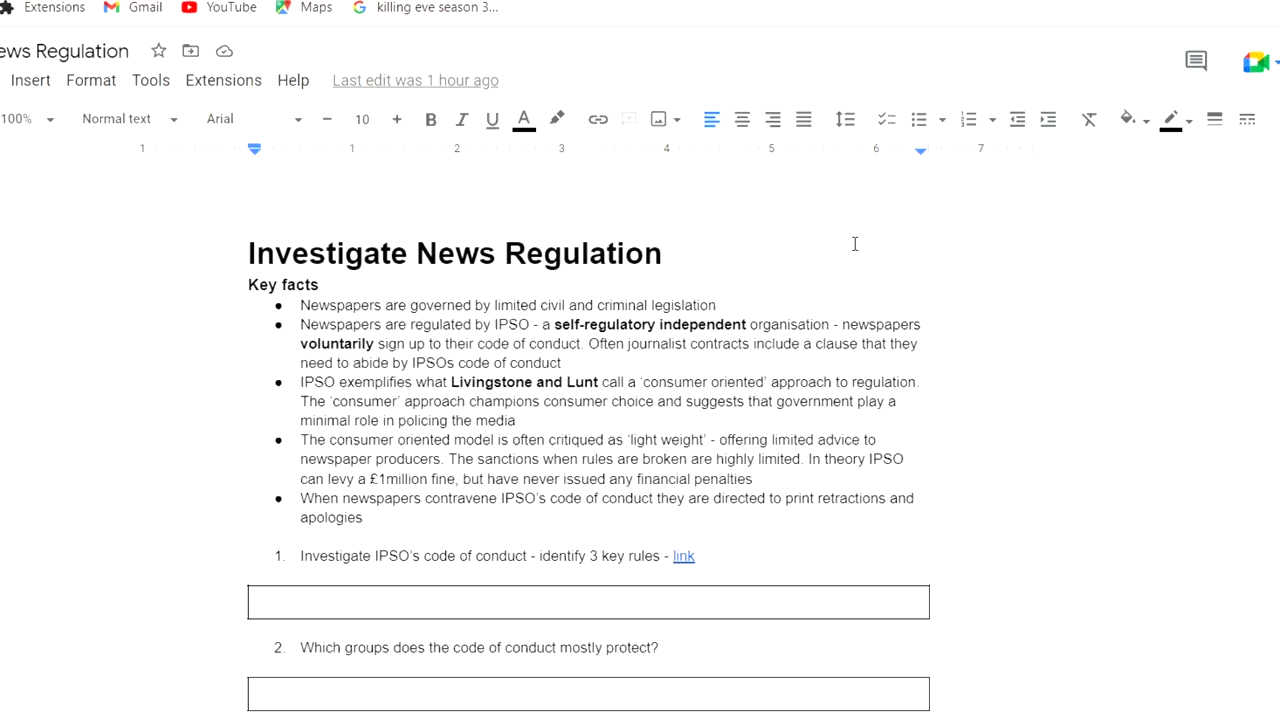 Extensions Gmail YouTube Maps killing eve season 3...
ews Regulation
Insert Format Tools Extensions Help Last edit was 1 hour ago
100% Normal text Arial − 10 + B I U A
1 1 2 3 4 5 6 7
Investigate News Regulation
Key facts
● Newspapers are governed by limited civil and criminal legislation
● Newspapers are regulated by IPSO - a self-regulatory independent organisation - newspapers
voluntarily sign up to their code of conduct. Often journalist contracts include a clause that they
need to abide by IPSOs code of conduct
● IPSO exemplifies what Livingstone and Lunt call a ‘consumer oriented’ approach to regulation.
The ‘consumer’ approach champions consumer choice and suggests that government play a
minimal role in policing the media
● The consumer oriented model is often critiqued as ‘light weight’ - offering limited advice to
newspaper producers. The sanctions when rules are broken are highly limited. In theory IPSO
can levy a £1million fine, but have never issued any financial penalties
● When newspapers contravene IPSO’s code of conduct they are directed to print retractions and
apologies
1. Investigate IPSO’s code of conduct - identify 3 key rules - link
2. Which groups does the code of conduct mostly protect?